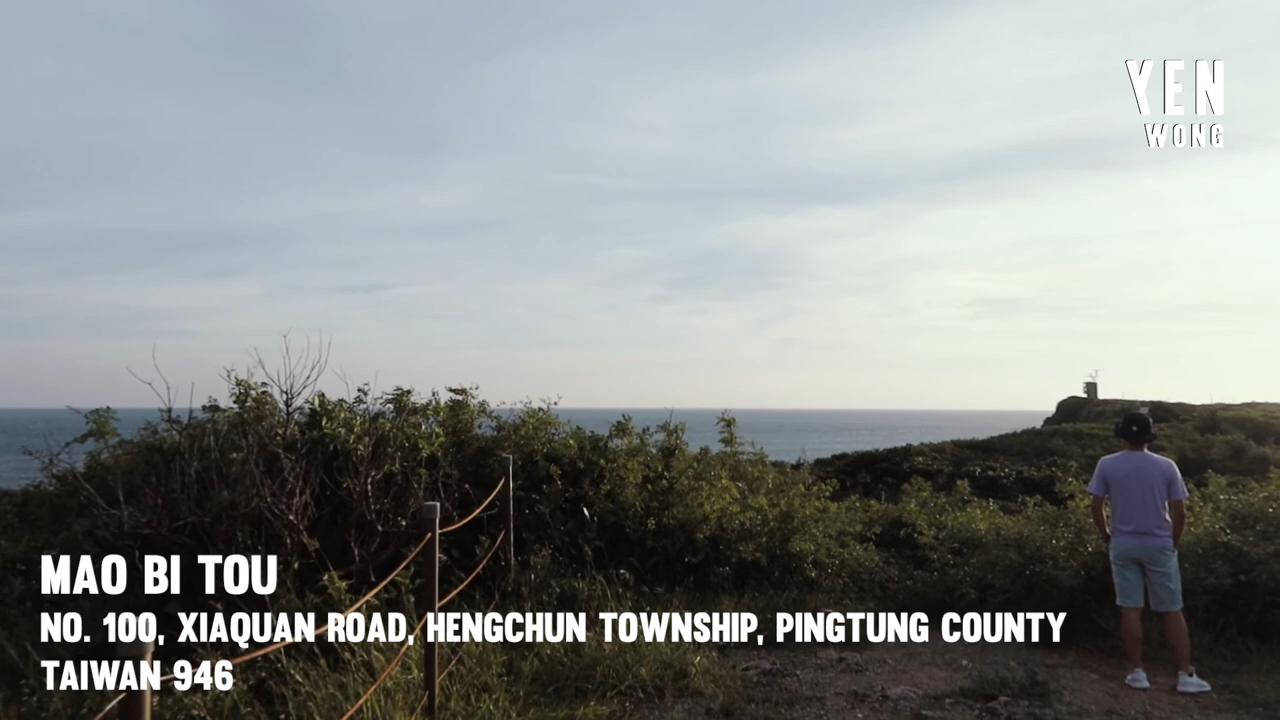 YEN
WONG
MAO BI TOU
NO. 100, XIAQUAN ROAD, HENGCHUN TOWNSHIP, PINGTUNG COUNTY
TAIWAN 946